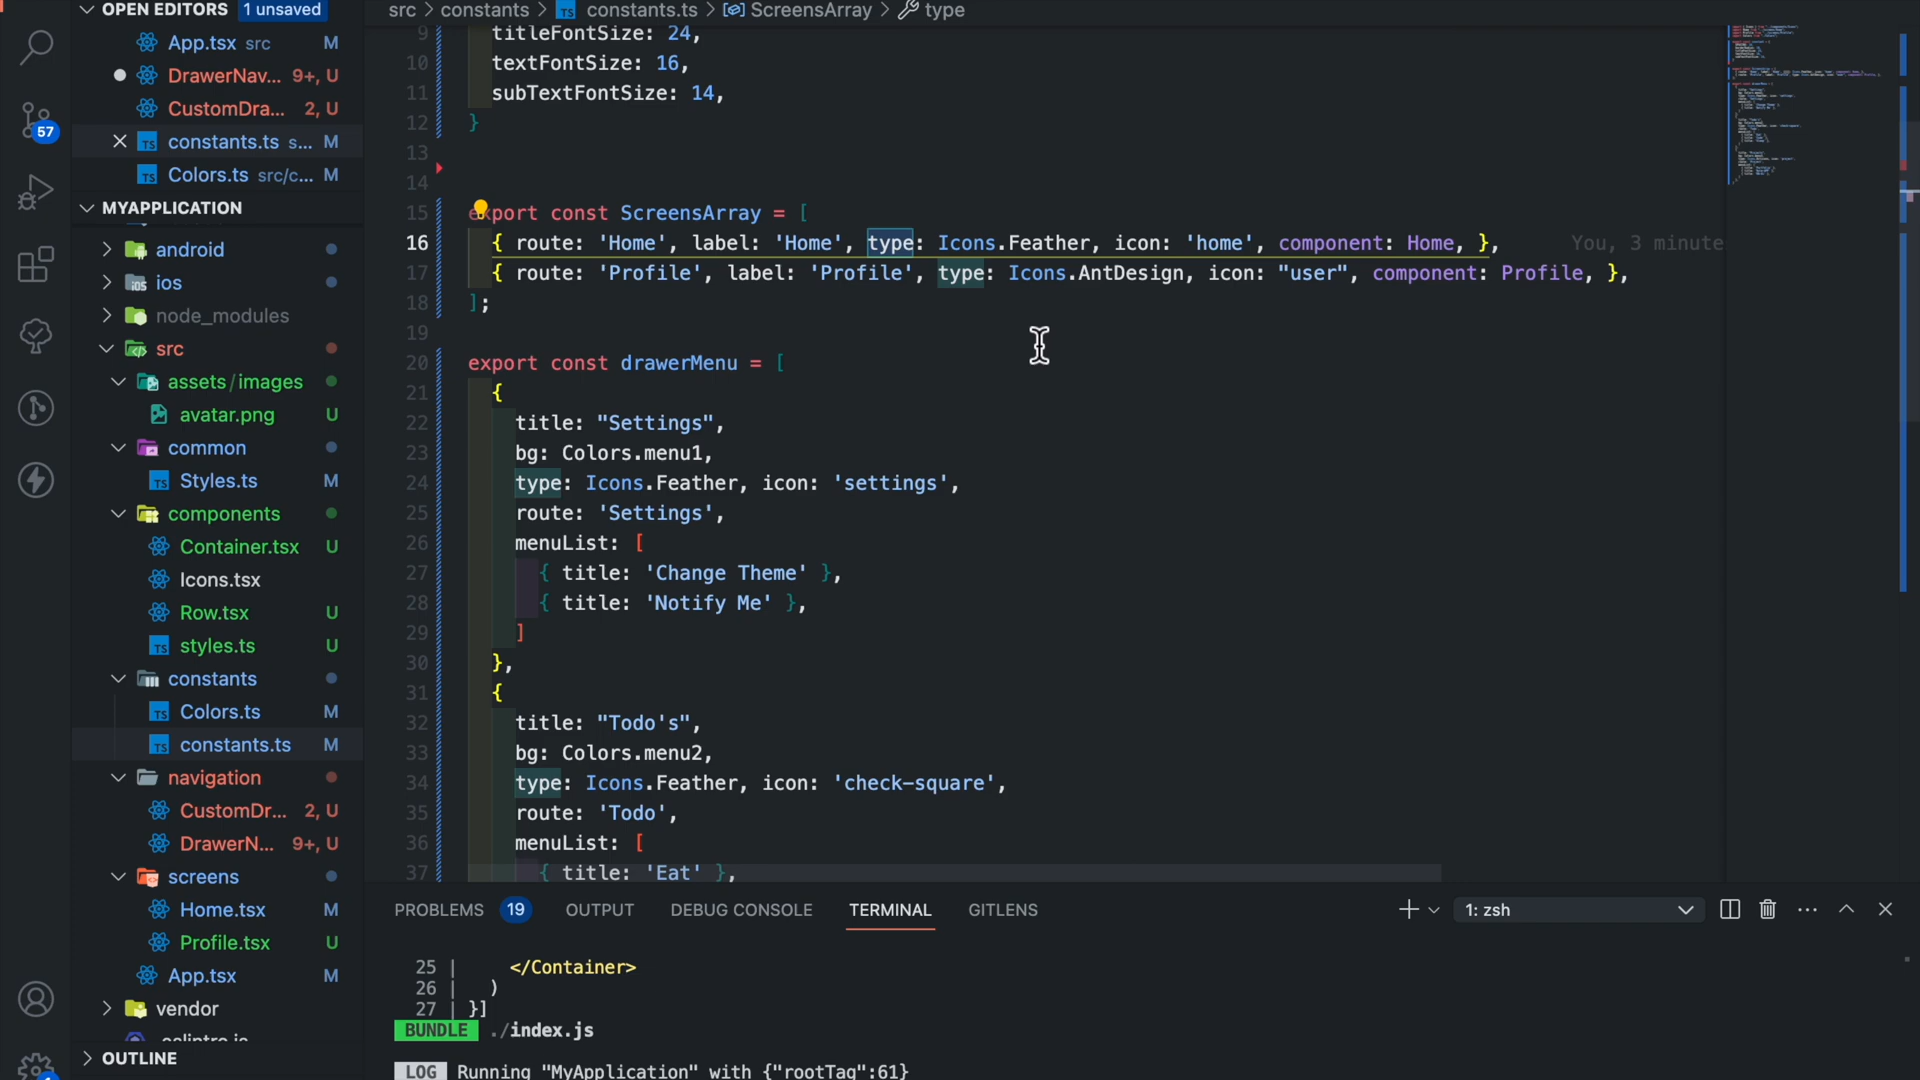 OPEN EDITORS 1 unsaved
App.tsx src M
DrawerNav... 9+, U
CustomDra... 2, U
constants.ts s... M
Colors.ts src/c... M
MYAPPLICATION
android
ios
node_modules
src
assets/images
avatar.png U
common
Styles.ts M
components
Container.tsx U
Icons.tsx
Row.tsx U
styles.ts U
constants
Colors.ts M
constants.ts M
navigation
CustomDr... 2, U
DrawerN... 9+, U
screens
Home.tsx M
Profile.tsx U
App.tsx M
vendor
OUTLINE
57
src > constants > TS constants.ts > ScreensArray > type
9 titleFontSize: 24,
10 textFontSize: 16,
11 subTextFontSize: 14,
12 }
13
14
15 export const ScreensArray = [
16 { route: 'Home', label: 'Home', type: Icons.Feather, icon: 'home', component: Home, }, You, 3 minute
17 { route: 'Profile', label: 'Profile', type: Icons.AntDesign, icon: "user", component: Profile, },
18 ];
19
20 export const drawerMenu = [
21 {
22 title: "Settings",
23 bg: Colors.menu1,
24 type: Icons.Feather, icon: 'settings',
25 route: 'Settings',
26 menuList: [
27 { title: 'Change Theme' },
28 { title: 'Notify Me' },
29 ]
30 },
31 {
32 title: "Todo's",
33 bg: Colors.menu2,
34 type: Icons.Feather, icon: 'check-square',
35 route: 'Todo',
36 menuList: [
37 { title: 'Eat' },
PROBLEMS 19 OUTPUT DEBUG CONSOLE TERMINAL GITLENS 1: zsh
25 | </Container>
26 | )
27 | }]
BUNDLE ./index.js
LOG Running "MyApplication" with {"rootTag":61}